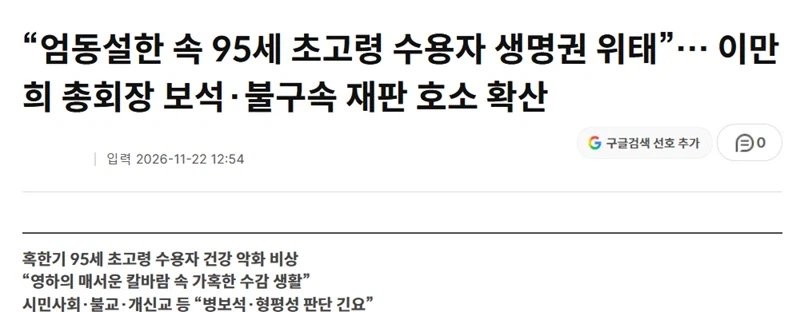 “엄동설한 속 95세 초고령 수용자 생명권 위태”… 이만
희 총회장 보석·불구속 재판 호소 확산
구글검색 선호 추가
0
입력 2026-11-22 12:54
혹한기 95세 초고령 수용자 건강 악화 비상
“영하의 매서운 칼바람 속 가혹한 수감 생활”
시민사회·불교·개신교 등 “병보석·형평성 판단 긴요”